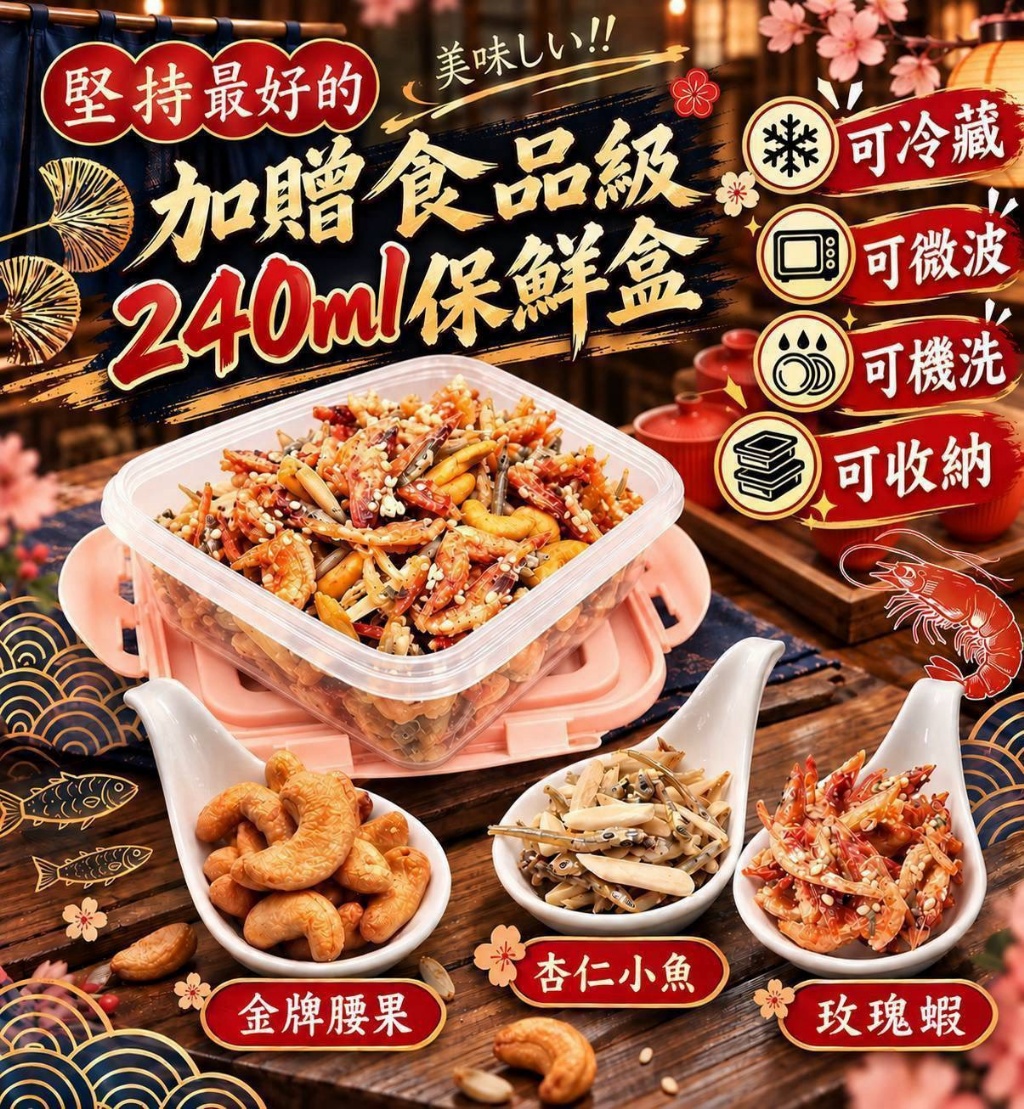 堅持最好的
美味しい!!
加贈食品級
240ml保鮮盒
可冷藏
可微波
可機洗
可收納
金牌腰果
杏仁小魚
玫瑰蝦